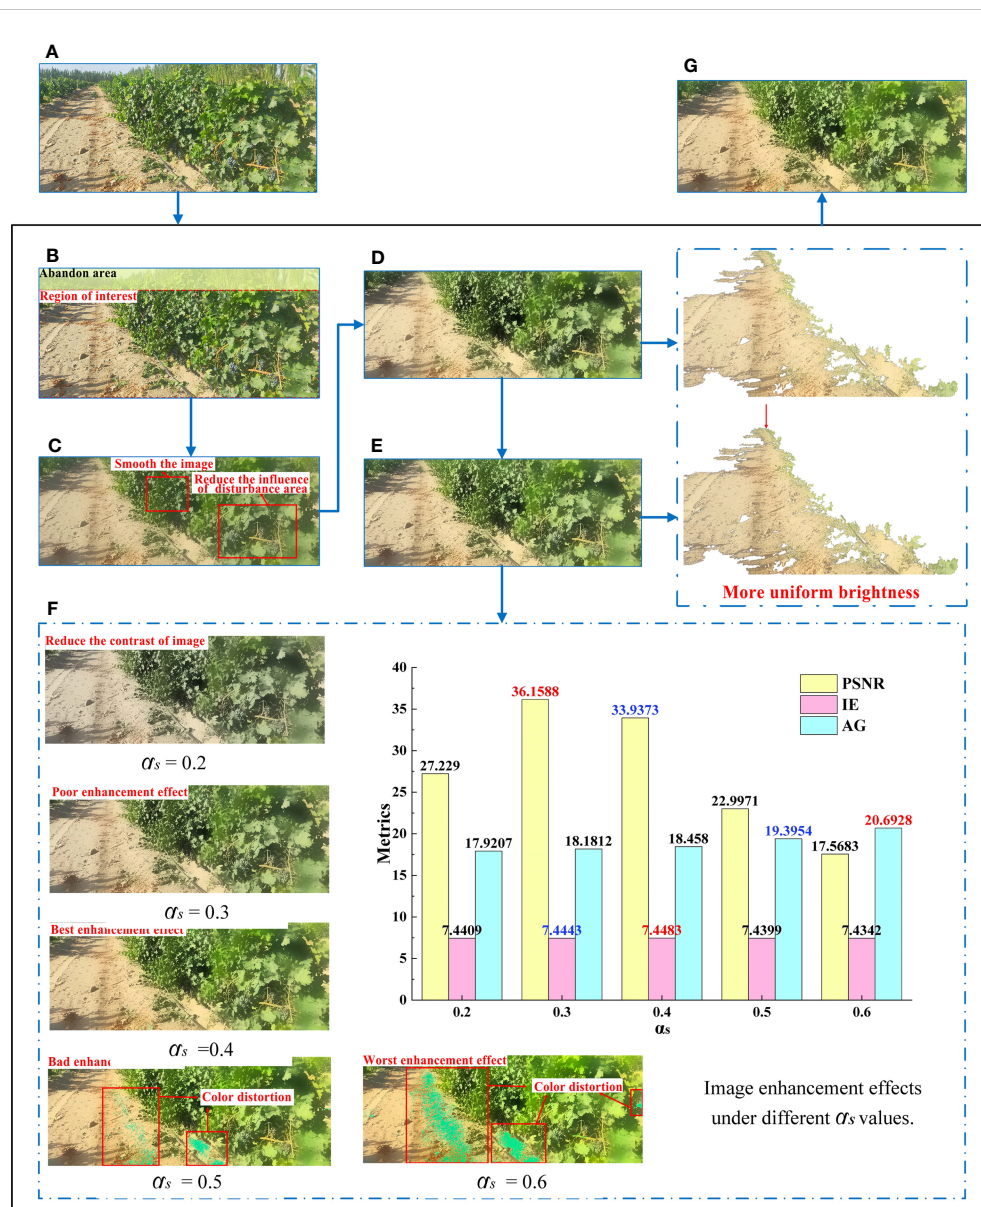 A
G
B
Abandon area
Region of interest
D
C
Smooth the image
Reduce the influence
of disturbance area
E
More uniform brightness
F
Reduce the contrast of image
αs = 0.2
Poor enhancement effect
αs = 0.3
Best enhancement effect
αs =0.4
Bad enhanc
Color distortion
αs = 0.5
Worst enhancement effect
Color distortion
αs = 0.6
40
35
30
25
20
15
10
5
0
Metrics
PSNR
IE
AG
27.229
7.4409
17.9207
36.1588
7.4443
18.1812
33.9373
7.4483
18.458
22.9971
7.4399
19.3954
17.5683
7.4342
20.6928
0.2
0.3
0.4
0.5
0.6
αs
Image enhancement effects
under different αs values.